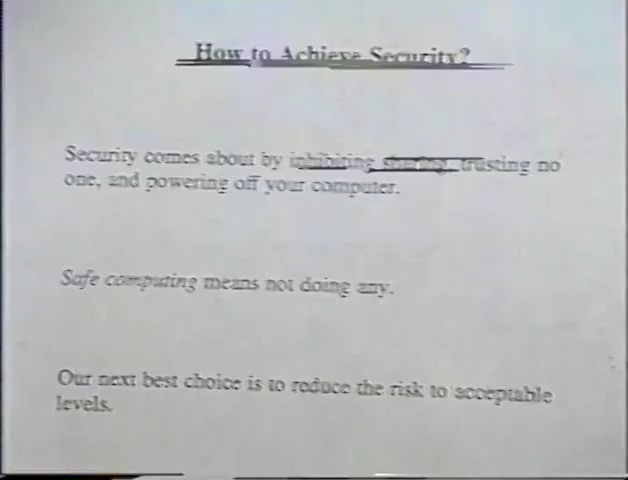 How to Achieve Security?
Security comes about by inhibiting sharing, trusting no
one, and powering off your computer.
Safe computing means not doing any.
Our next best choice is to reduce the risk to acceptable
levels.